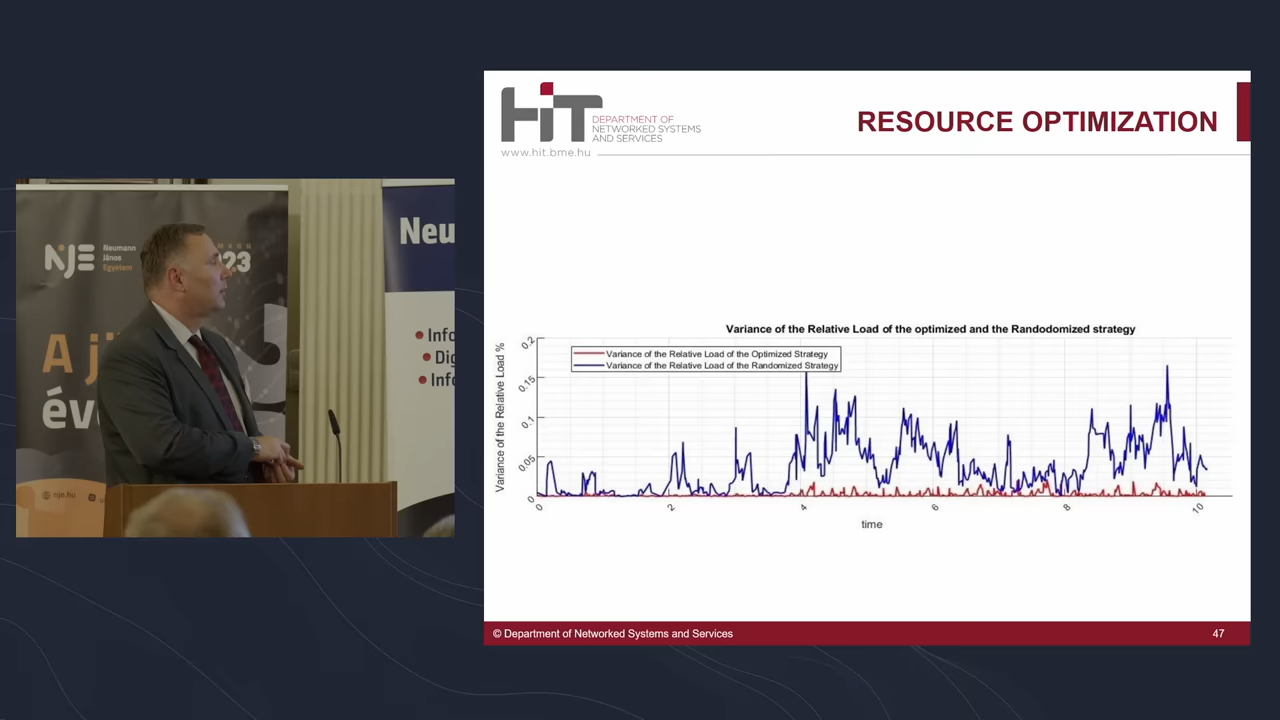 NJE
Neumann
János
Egyetem
23
A j
év
nje.hu
Neu
Info
Dig
Info
HiT
DEPARTMENT OF
NETWORKED SYSTEMS
AND SERVICES
www.hit.bme.hu
RESOURCE OPTIMIZATION
Variance of the Relative Load of the optimized and the Randodomized strategy
Variance of the Relative Load of the Optimized Strategy
Variance of the Relative Load of the Randomized Strategy
Variance of the Relative Load %
0.2
0.15
0.1
0.05
0
0 2 4 6 8 10
time
© Department of Networked Systems and Services
47